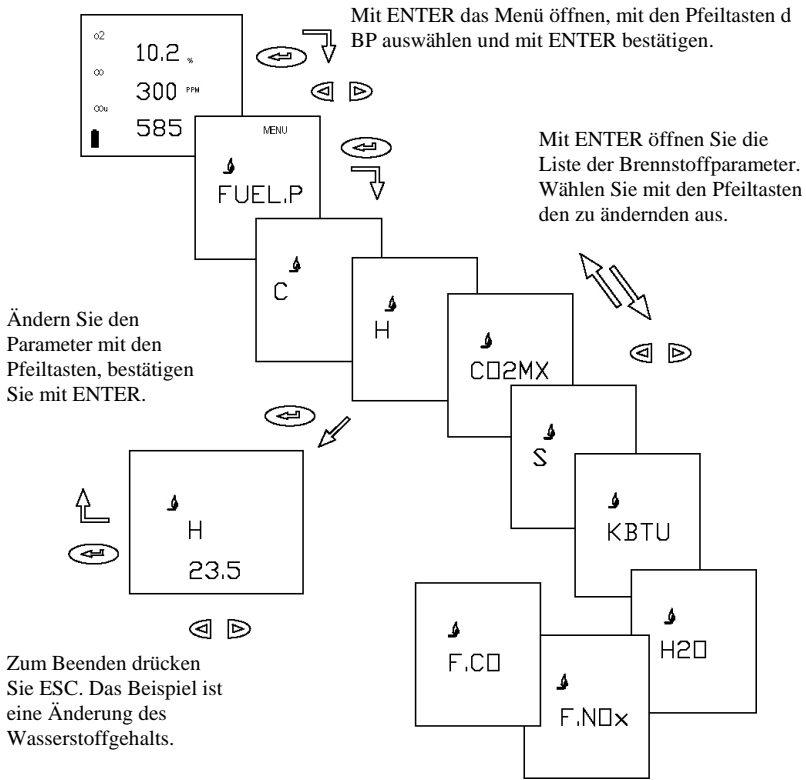 Mit ENTER das Menü öffnen, mit den Pfeiltasten d
BP auswählen und mit ENTER bestätigen.
o2
10.2 %
CO
300 PPM
COu
585
MENU
FUEL.P
Mit ENTER öffnen Sie die
Liste der Brennstoffparameter.
Wählen Sie mit den Pfeiltasten
den zu ändernden aus.
C
H
CO2MX
S
KBTU
H2O
F.NOx
F.CO
Ändern Sie den
Parameter mit den
Pfeiltasten, bestätigen
Sie mit ENTER.
H
23.5
Zum Beenden drücken
Sie ESC. Das Beispiel ist
eine Änderung des
Wasserstoffgehalts.